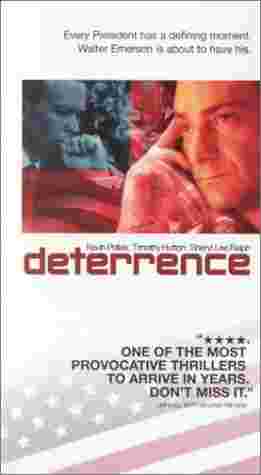 Every President has a defining moment.
Walter Emerson is about to have his.
Kevin Pollak, Timothy Hutton, Sheryl Lee Ralph
deterrence
"★★★★.
ONE OF THE MOST
PROVOCATIVE THRILLERS
TO ARRIVE IN YEARS.
DON'T MISS IT."